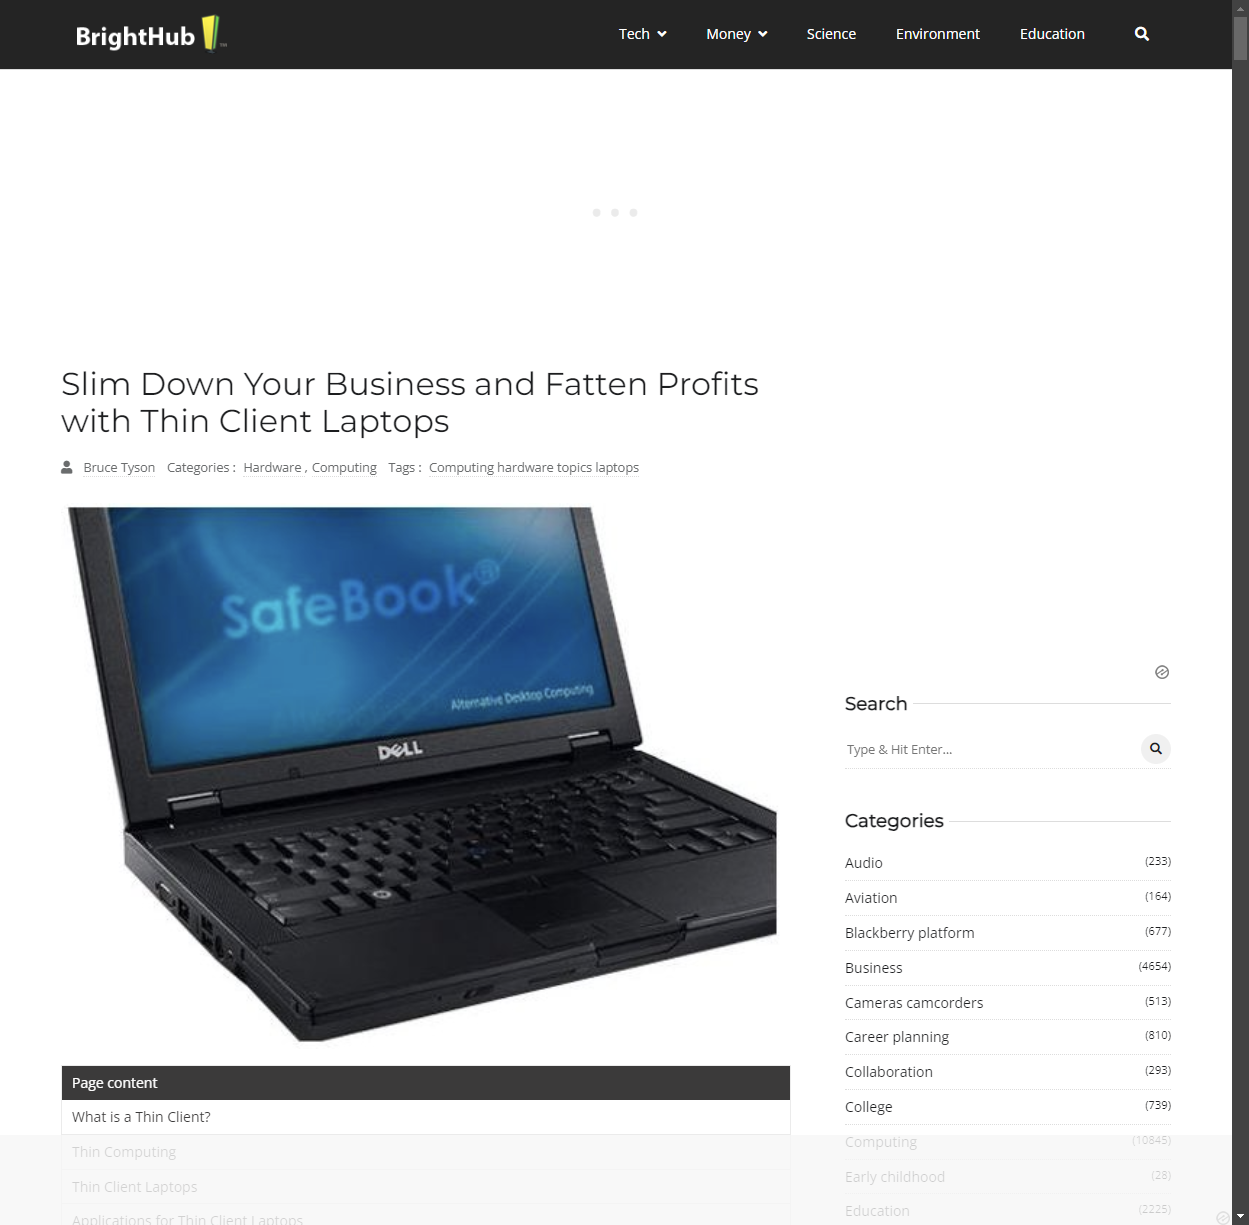 BrightHub
Tech
Money
Science
Environment
Education
Slim Down Your Business and Fatten Profits
with Thin Client Laptops
Bruce Tyson Categories : Hardware , Computing Tags : Computing hardware topics laptops
SafeBook®
Alternative Desktop Computing
DELL
Page content
What is a Thin Client?
Thin Computing
Thin Client Laptops
Applications for Thin Client Laptops
Search
Type & Hit Enter...
Categories
Audio (233)
Aviation (164)
Blackberry platform (677)
Business (4654)
Cameras camcorders (513)
Career planning (810)
Collaboration (293)
College (739)
Computing (10845)
Early childhood (28)
Education (2225)